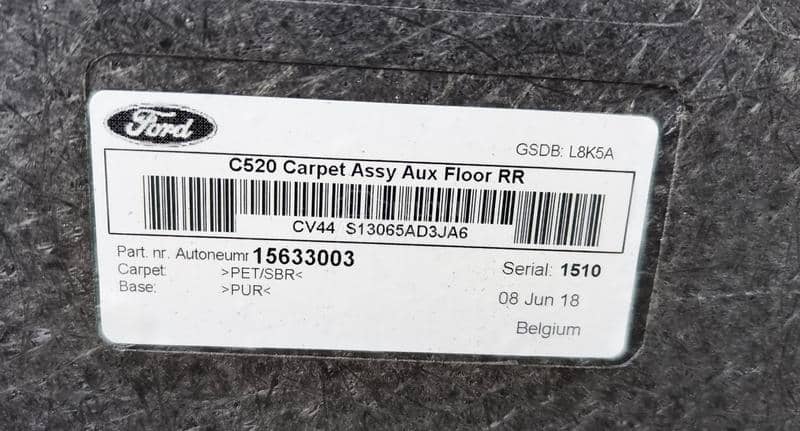 Ford
GSDB: L8K5A
C520 Carpet Assy Aux Floor RR
CV44 S13065AD3JA6
Part. nr. Autoneumr 15633003
Carpet: >PET/SBR<
Serial: 1510
Base: >PUR<
08 Jun 18
Belgium